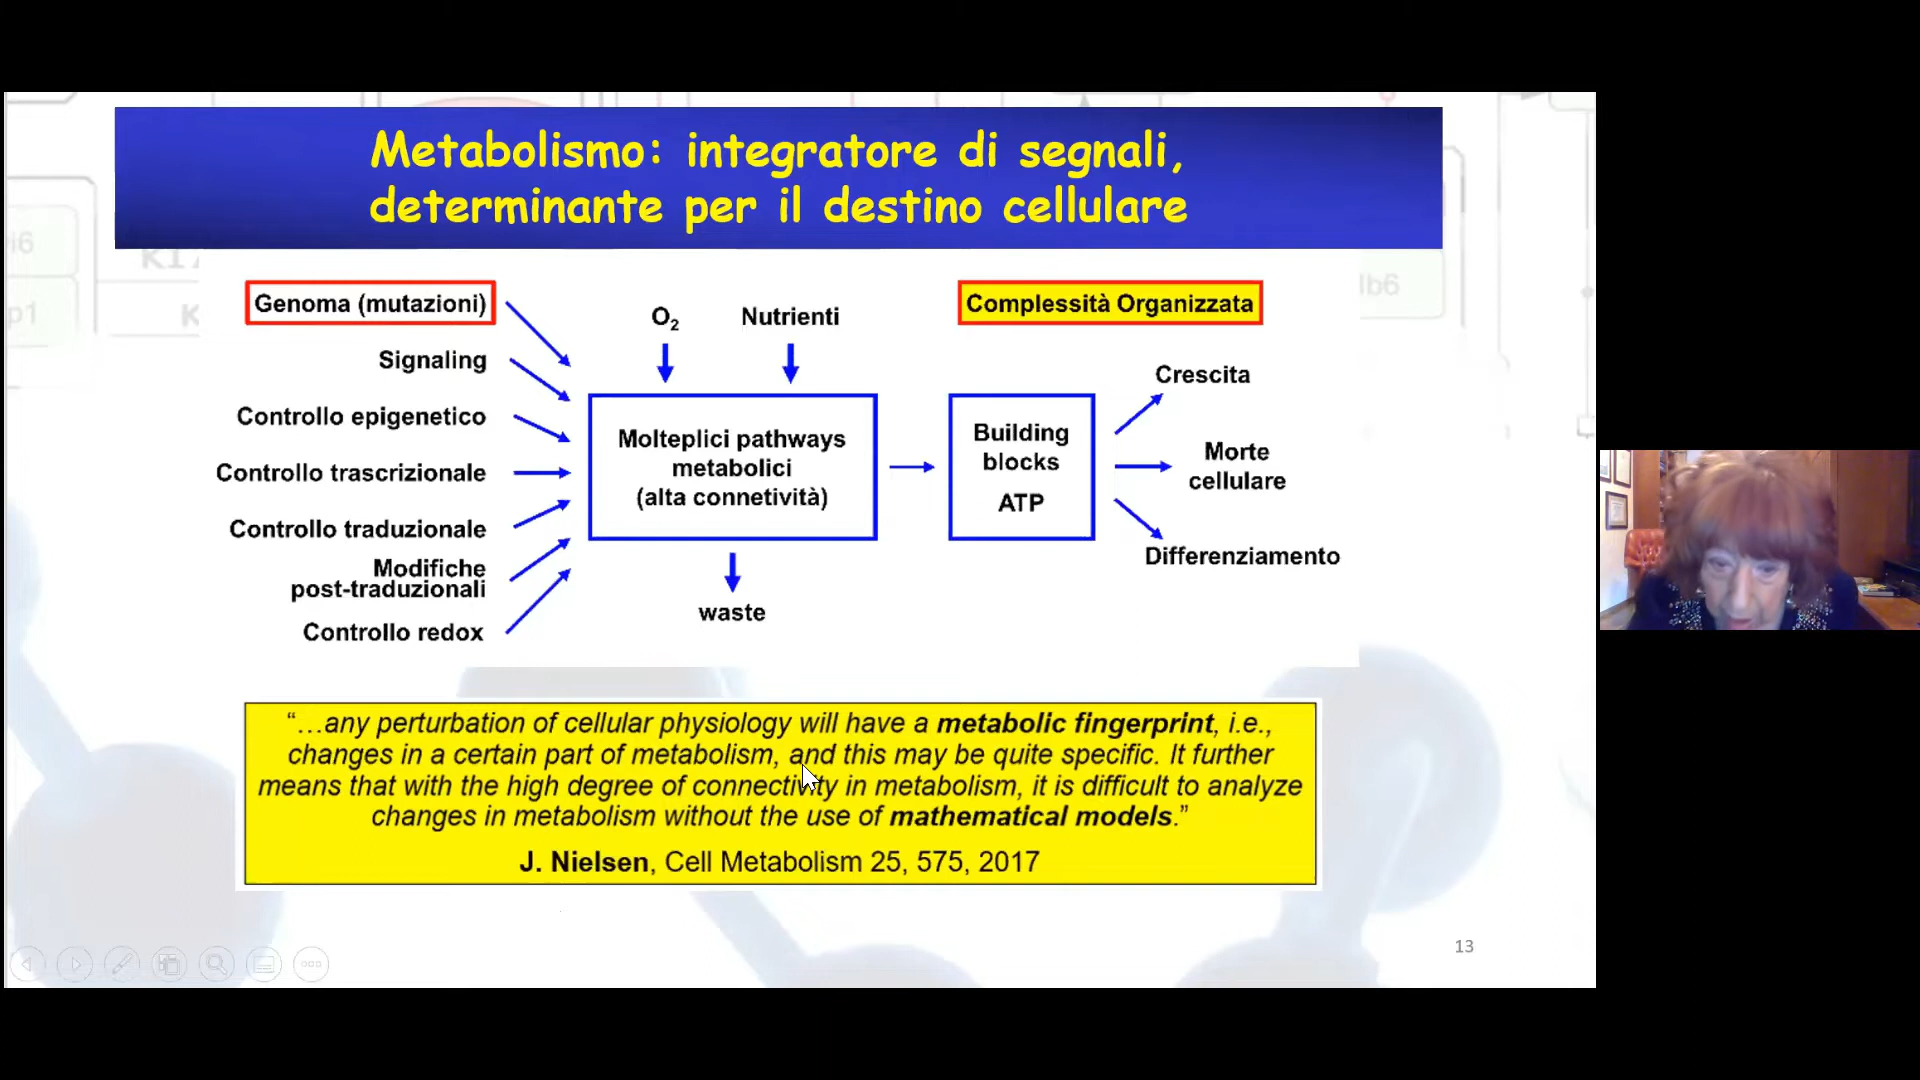 Metabolismo: integratore di segnali,
determinante per il destino cellulare
Genoma (mutazioni)
Signaling
Controllo epigenetico
Controllo trascrizionale
Controllo traduzionale
Modifiche
post-traduzionali
Controllo redox
O2
Nutrienti
Molteplici pathways
metabolici
(alta connetività)
waste
Complessità Organizzata
Building
blocks
ATP
Crescita
Morte
cellulare
Differenziamento
“…any perturbation of cellular physiology will have a metabolic fingerprint, i.e.,
changes in a certain part of metabolism, and this may be quite specific. It further
means that with the high degree of connectivity in metabolism, it is difficult to analyze
changes in metabolism without the use of mathematical models.”
J. Nielsen, Cell Metabolism 25, 575, 2017
13